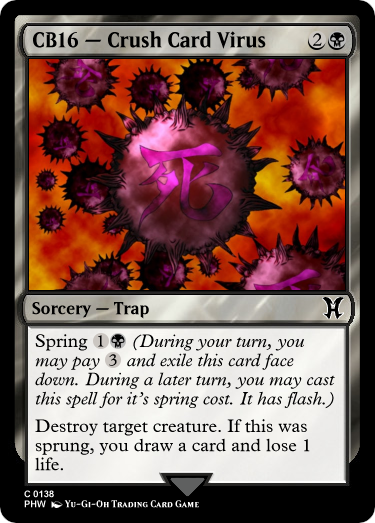 CB16 — Crush Card Virus 2
死
Sorcery — Trap
Spring 1 (During your turn, you
may pay 3 and exile this card face
down. During a later turn, you may cast
this spell for it's spring cost. It has flash.)
Destroy target creature. If this was
sprung, you draw a card and lose 1
life.
C 0138
PHW Yu-Gi-Oh Trading Card Game